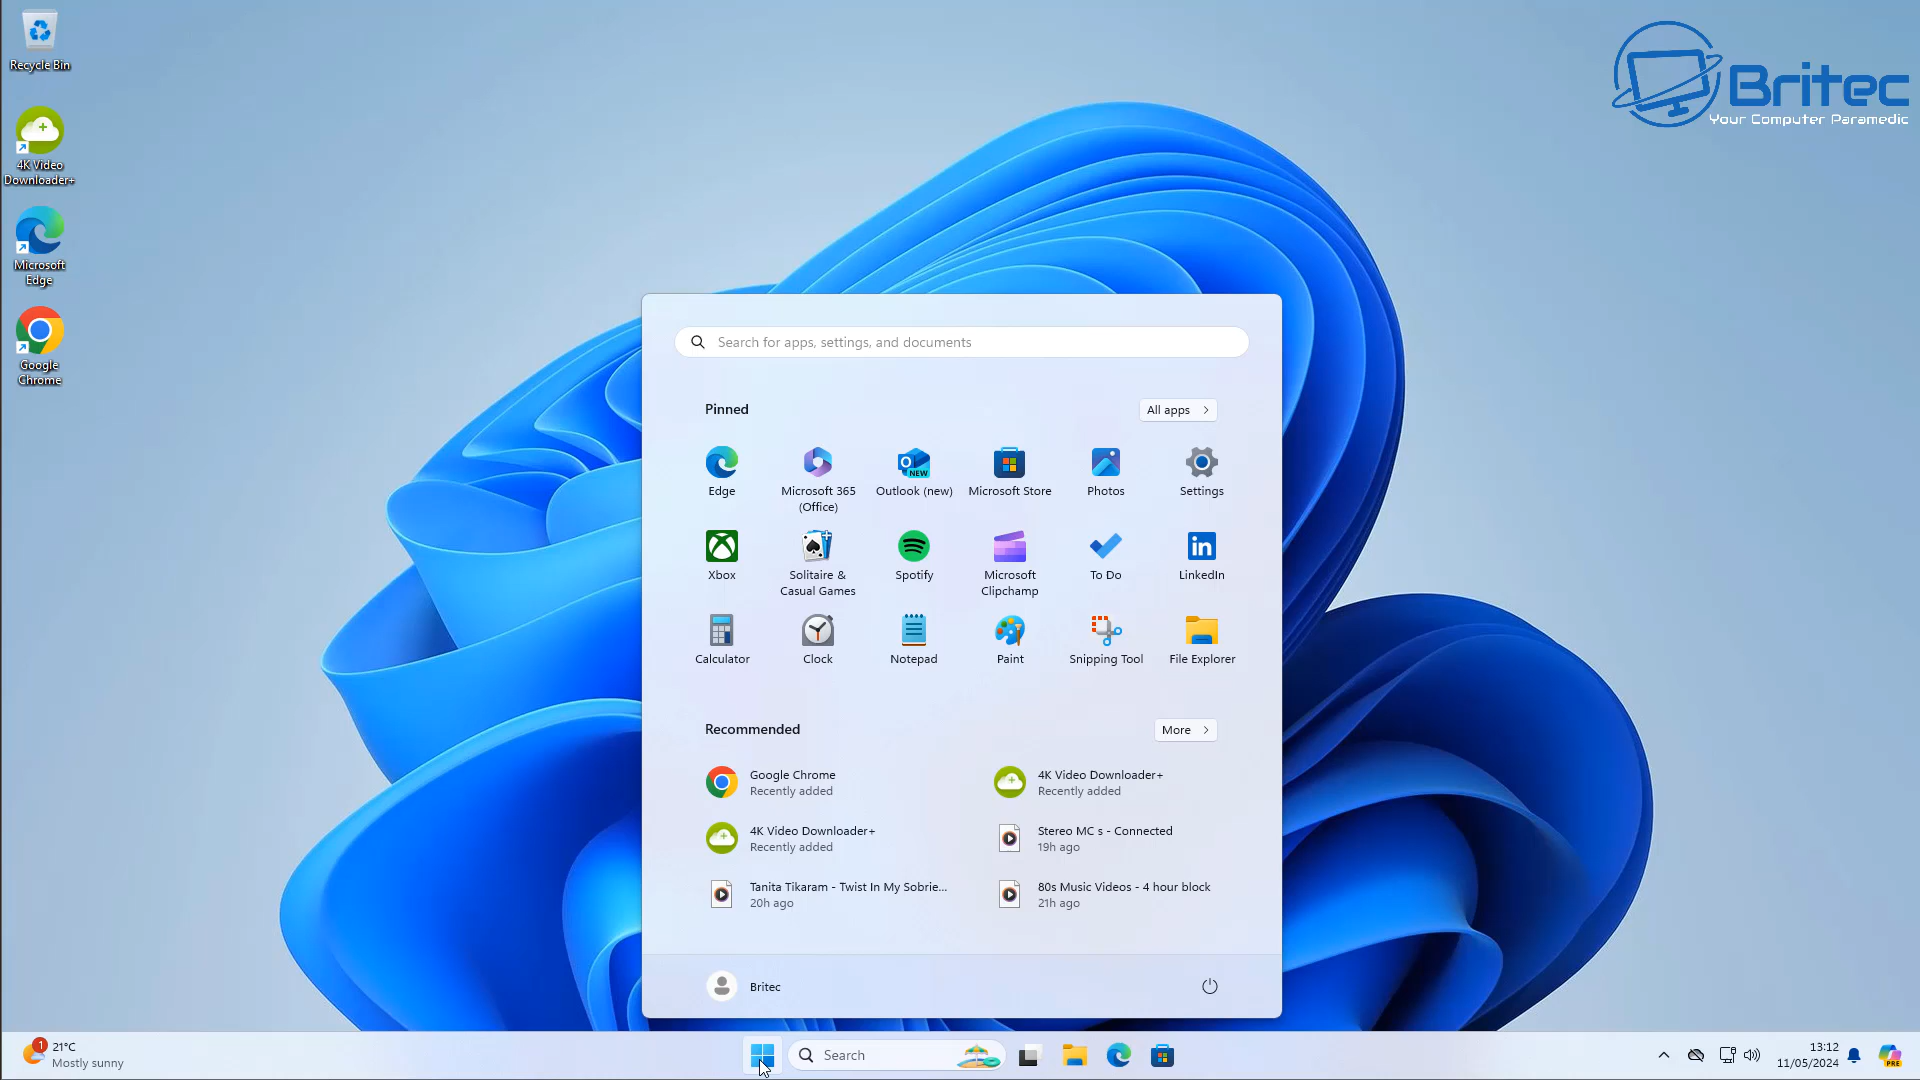 Recycle Bin
4K Video
Downloader+
Microsoft
Edge
Google
Chrome
Britec
Your Computer Paramedic
Search for apps, settings, and documents
Pinned
All apps
Edge
Microsoft 365
(Office)
NEW
Outlook (new)
Microsoft Store
Photos
Settings
Xbox
Solitaire &
Casual Games
Spotify
Microsoft
Clipchamp
To Do
in
LinkedIn
Calculator
Clock
Notepad
Paint
Snipping Tool
File Explorer
Recommended
More
Google Chrome
Recently added
4K Video Downloader+
Recently added
4K Video Downloader+
Recently added
Stereo MC s - Connected
19h ago
Tanita Tikaram - Twist In My Sobrie...
20h ago
80s Music Videos - 4 hour block
21h ago
Britec
1
21°C
Mostly sunny
Search
13:12
11/05/2024
PRE